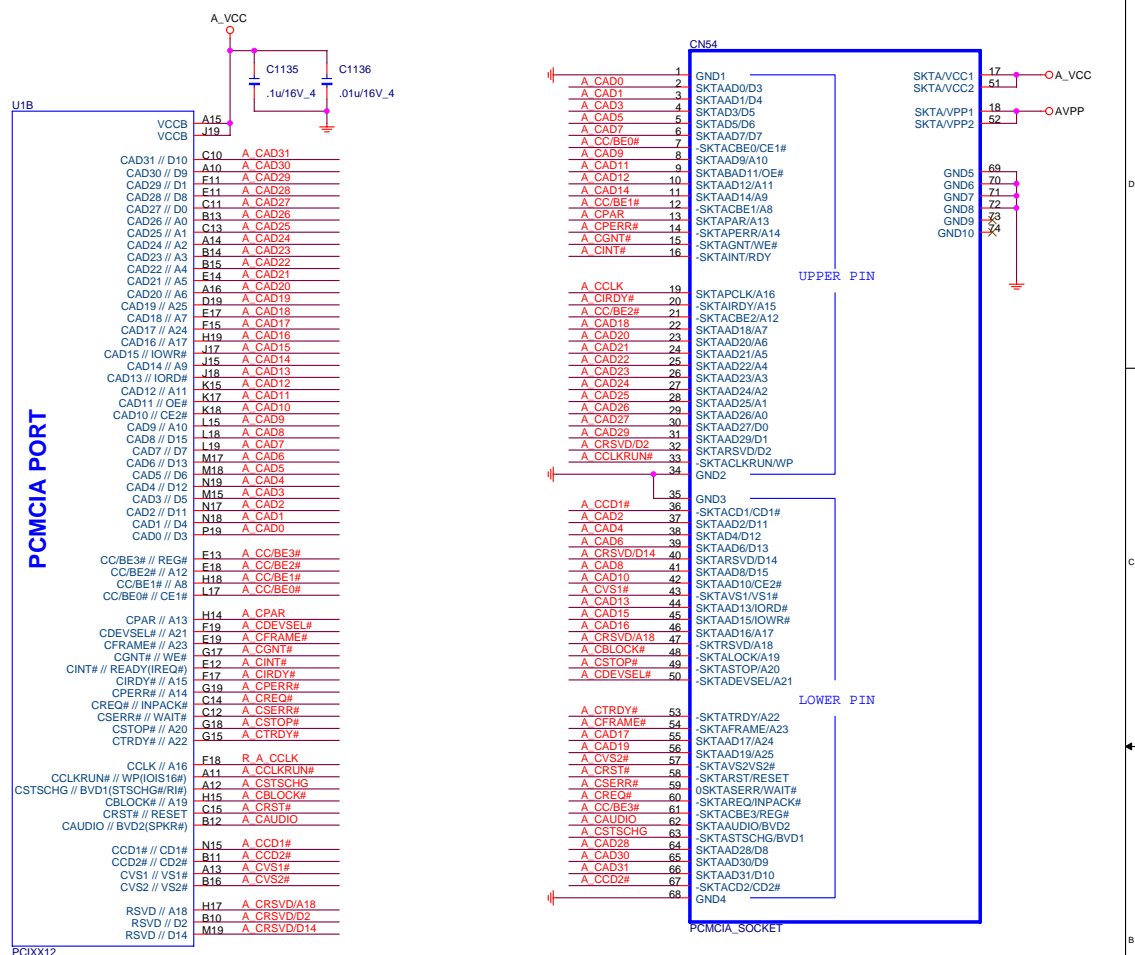 A_VCC
C1135
.1u/16V_4
C1136
.01u/16V_4
U1B
PCMCIA PORT
VCCB A15
VCCB J19
CAD31 // D10 C10 A_CAD31
CAD30 // D9 A10 A_CAD30
CAD29 // D1 F11 A_CAD29
CAD28 // D8 E11 A_CAD28
CAD27 // D0 C11 A_CAD27
CAD26 // A0 B13 A_CAD26
CAD25 // A1 C13 A_CAD25
CAD24 // A2 A14 A_CAD24
CAD23 // A3 B14 A_CAD23
CAD22 // A4 B15 A_CAD22
CAD21 // A5 E14 A_CAD21
CAD20 // A6 A16 A_CAD20
CAD19 // A25 D19 A_CAD19
CAD18 // A7 E17 A_CAD18
CAD17 // A24 F15 A_CAD17
CAD16 // A17 H19 A_CAD16
CAD15 // IOWR# J17 A_CAD15
CAD14 // A9 J15 A_CAD14
CAD13 // IORD# J18 A_CAD13
CAD12 // A11 K15 A_CAD12
CAD11 // OE# K17 A_CAD11
CAD10 // CE2# K18 A_CAD10
CAD9 // A10 L15 A_CAD9
CAD8 // D15 L18 A_CAD8
CAD7 // D7 L19 A_CAD7
CAD6 // D13 M17 A_CAD6
CAD5 // D6 M18 A_CAD5
CAD4 // D12 N19 A_CAD4
CAD3 // D5 M15 A_CAD3
CAD2 // D11 N17 A_CAD2
CAD1 // D4 N18 A_CAD1
CAD0 // D3 P19 A_CAD0
CC/BE3# // REG# E13 A_CC/BE3#
CC/BE2# // A12 E18 A_CC/BE2#
CC/BE1# // A8 H18 A_CC/BE1#
CC/BE0# // CE1# L17 A_CC/BE0#
CPAR // A13 H14 A_CPAR
CDEVSEL# // A21 F19 A_CDEVSEL#
CFRAME# // A23 E19 A_CFRAME#
CGNT# // WE# G17 A_CGNT#
CINT# // READY(IREQ#) E12 A_CINT#
CIRDY# // A15 F17 A_CIRDY#
CPERR# // A14 G19 A_CPERR#
CREQ# // INPACK# C14 A_CREQ#
CSERR# // WAIT# C12 A_CSERR#
CSTOP# // A20 G18 A_CSTOP#
CTRDY# // A22 G15 A_CTRDY#
CCLK // A16 F18 R_A_CCLK
CCLKRUN# // WP(IOIS16#) A11 A_CCLKRUN#
CSTSCHG // BVD1(STSCHG#/RI#) A12 A_CSTSCHG
CBLOCK# // A19 H15 A_CBLOCK#
CRST# // RESET C15 A_CRST#
CAUDIO // BVD2(SPKR#) B12 A_CAUDIO
CCD1# // CD1# N15 A_CCD1#
CCD2# // CD2# B11 A_CCD2#
CVS1 // VS1# A13 A_CVS1#
CVS2 // VS2# B16 A_CVS2#
RSVD // A18 H17 A_CRSVD/A18
RSVD // D2 B10 A_CRSVD/D2
RSVD // D14 M19 A_CRSVD/D14
PCIXX12
CN54
1 GND1
A_CAD0 2 SKTAAD0/D3
A_CAD1 3 SKTAAD1/D4
A_CAD3 4 SKTAD3/D5
A_CAD5 5 SKTAD5/D6
A_CAD7 6 SKTAAD7/D7
A_CC/BE0# 7 -SKTACBE0/CE1#
A_CAD9 8 SKTAAD9/A10
A_CAD11 9 SKTABAD11/OE#
A_CAD12 10 SKTAAD12/A11
A_CAD14 11 SKTAAD14/A9
A_CC/BE1# 12 -SKTACBE1/A8
A_CPAR 13 SKTAPAR/A13
A_CPERR# 14 -SKTAPERR/A14
A_CGNT# 15 -SKTAGNT/WE#
A_CINT# 16 -SKTAINT/RDY
UPPER PIN
A_CCLK 19 SKTAPCLK/A16
A_CIRDY# 20 -SKTAIRDY/A15
A_CC/BE2# 21 -SKTACBE2/A12
A_CAD18 22 SKTAAD18/A7
A_CAD20 23 SKTAAD20/A6
A_CAD21 24 SKTAAD21/A5
A_CAD22 25 SKTAAD22/A4
A_CAD23 26 SKTAAD23/A3
A_CAD24 27 SKTAAD24/A2
A_CAD25 28 SKTAAD25/A1
A_CAD26 29 SKTAAD26/A0
A_CAD27 30 SKTAAD27/D0
A_CAD29 31 SKTAAD29/D1
A_CRSVD/D2 32 SKTARSVD/D2
A_CCLKRUN# 33 -SKTACLKRUN/WP
34 GND2
35 GND3
A_CCD1# 36 -SKTACD1/CD1#
A_CAD2 37 SKTAAD2/D11
A_CAD4 38 SKTAD4/D12
A_CAD6 39 SKTAAD6/D13
A_CRSVD/D14 40 SKTARSVD/D14
A_CAD8 41 SKTAAD8/D15
A_CAD10 42 SKTAAD10/CE2#
A_CVS1# 43 -SKTAVS1/VS1#
A_CAD13 44 SKTAAD13/IORD#
A_CAD15 45 SKTAAD15/IOWR#
A_CAD16 46 SKTAAD16/A17
A_CRSVD/A18 47 -SKTRSVD/A18
A_CBLOCK# 48 -SKTALOCK/A19
A_CSTOP# 49 -SKTASTOP/A20
A_CDEVSEL# 50 -SKTADEVSEL/A21
LOWER PIN
A_CTRDY# 53 -SKTATRDY/A22
A_CFRAME# 54 -SKTAFRAME/A23
A_CAD17 55 SKTAAD17/A24
A_CAD19 56 SKTAAD19/A25
A_CVS2# 57 -SKTAVS2VS2#
A_CRST# 58 -SKTARST/RESET
A_CSERR# 59 0SKTASERR/WAIT#
A_CREQ# 60 -SKTAREQ/INPACK#
A_CC/BE3# 61 -SKTACBE3/REG#
A_CAUDIO 62 SKTAAUDIO/BVD2
A_CSTSCHG 63 -SKTASTSCHG/BVD1
A_CAD28 64 SKTAAD28/D8
A_CAD30 65 SKTAAD30/D9
A_CAD31 66 SKTAAD31/D10
A_CCD2# 67 -SKTACD2/CD2#
68 GND4
PCMCIA_SOCKET
SKTA/VCC1 17 A_VCC
SKTA/VCC2 51
SKTA/VPP1 18 AVPP
SKTA/VPP2 52
GND5 69
GND6 70
GND7 71
GND8 72
GND9 73
GND10 74
D
C
B